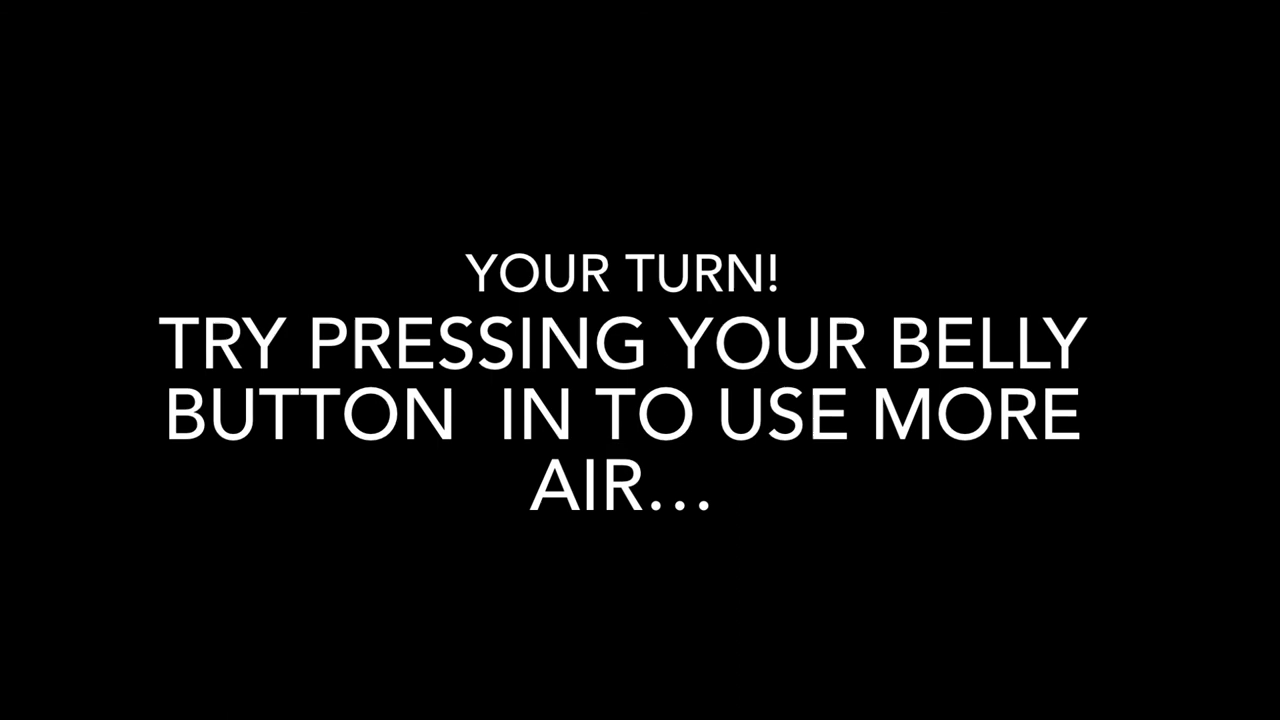 YOUR TURN!
TRY PRESSING YOUR BELLY
BUTTON  IN TO USE MORE
AIR...